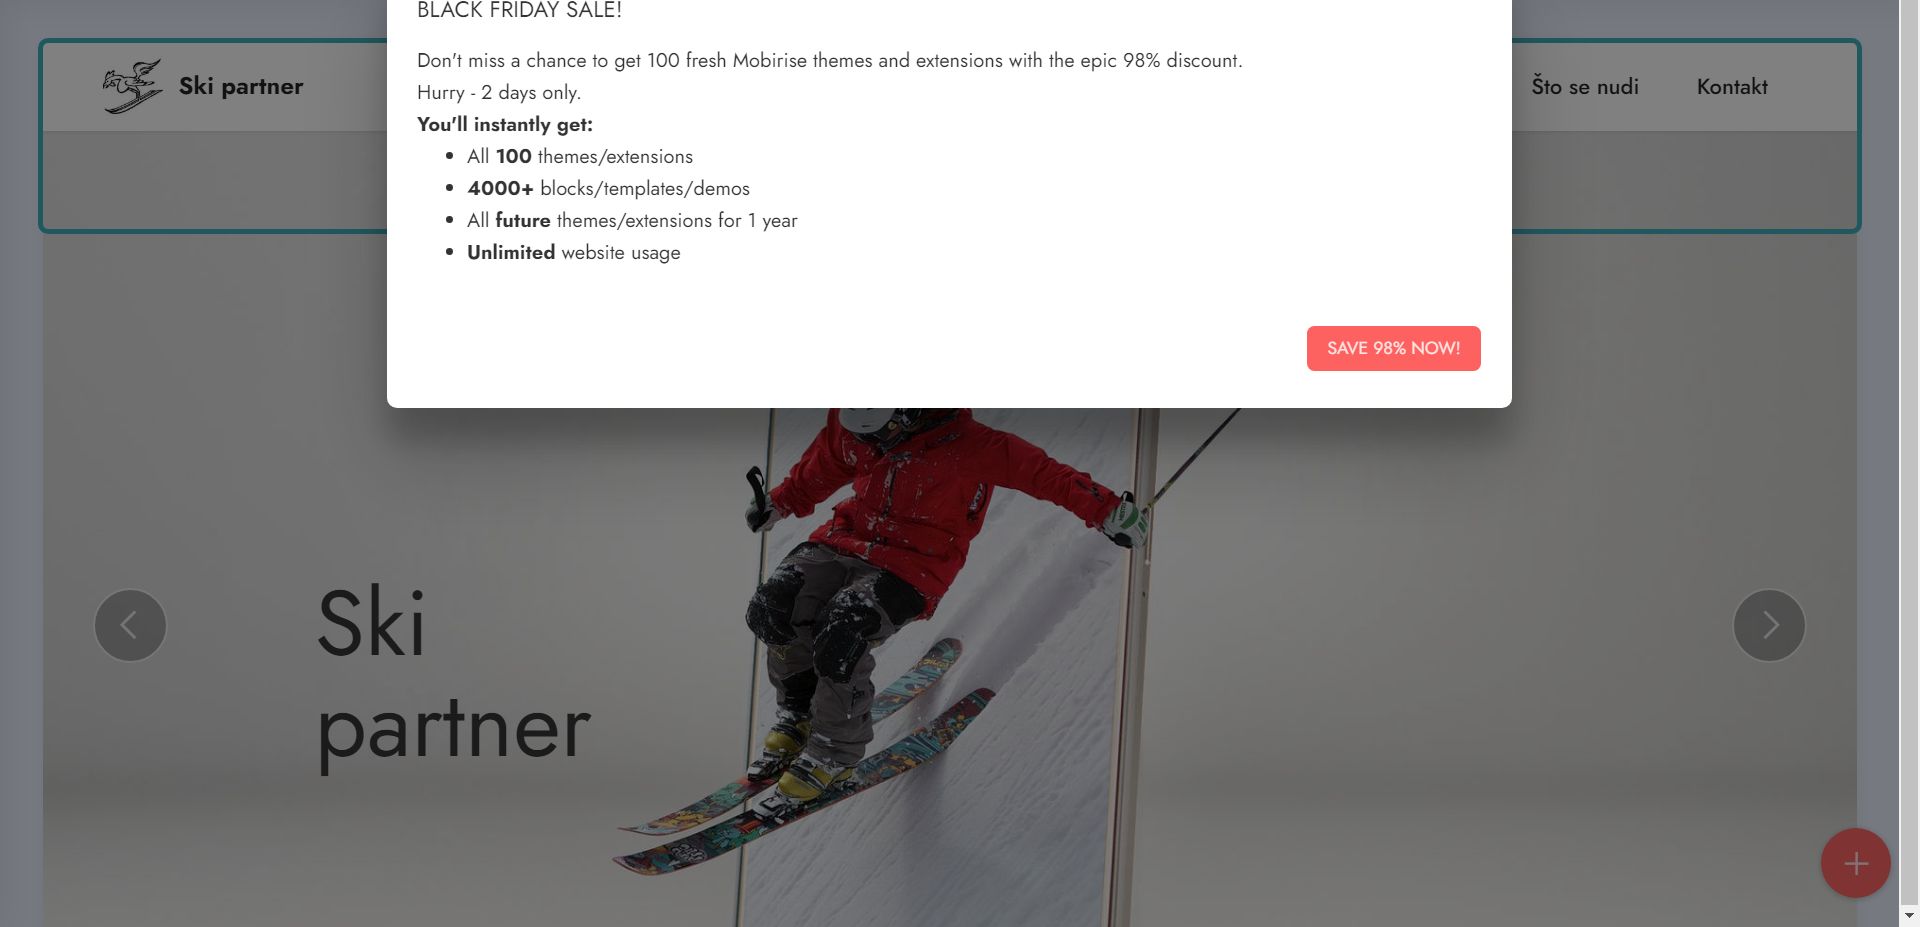 BLACK FRIDAY SALE!
Don't miss a chance to get 100 fresh Mobirise themes and extensions with the epic 98% discount.
Hurry - 2 days only.
You'll instantly get:
All 100 themes/extensions
4000+ blocks/templates/demos
All future themes/extensions for 1 year
Unlimited website usage
SAVE 98% NOW!
Ski partner
Što se nudi
Kontakt
Ski
partner